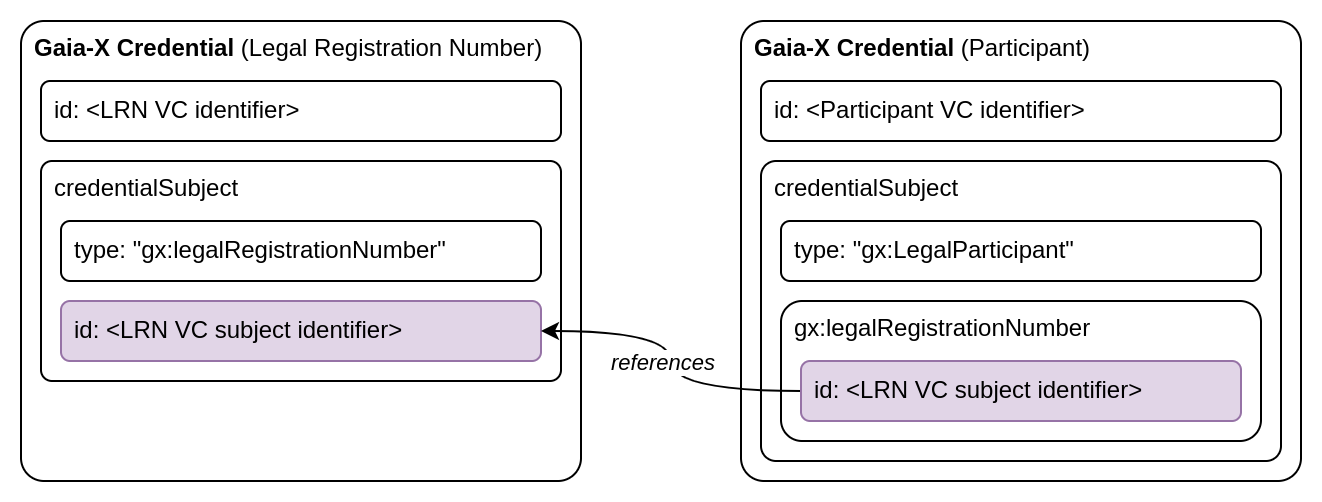 Gaia-X Credential (Legal Registration Number)
id: <LRN VC identifier>
credentialSubject
type: "gx:legalRegistrationNumber"
id: <LRN VC subject identifier>
references
Gaia-X Credential (Participant)
id: <Participant VC identifier>
credentialSubject
type: "gx:LegalParticipant"
gx:legalRegistrationNumber
id: <LRN VC subject identifier>